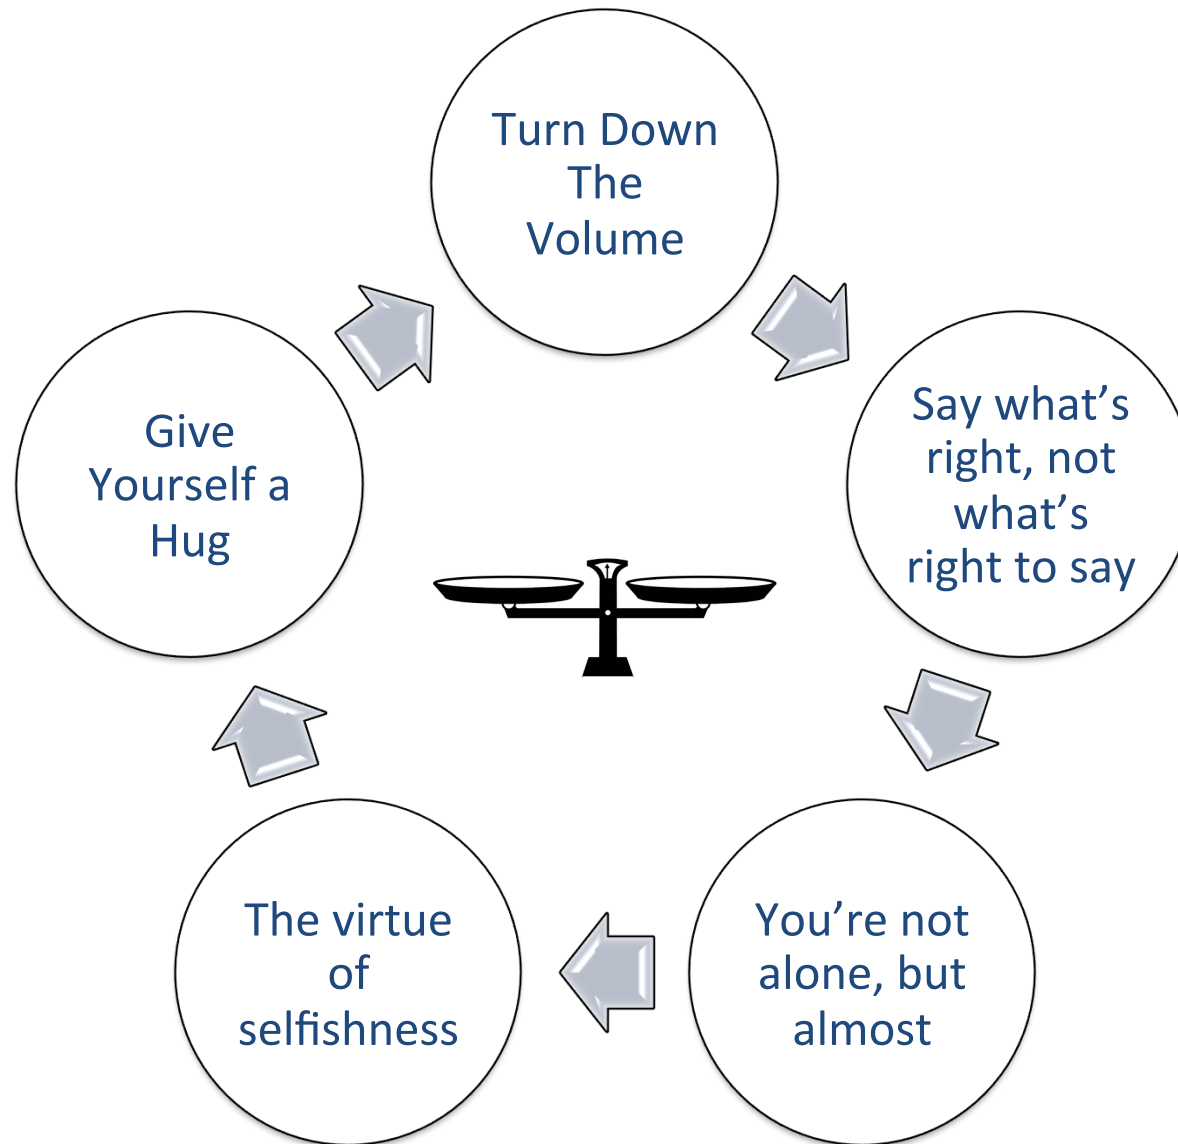 Turn Down
The
Volume
Say what’s
right, not
what’s
right to say
You’re not
alone, but
almost
The virtue
of
selfishness
Give
Yourself a
Hug